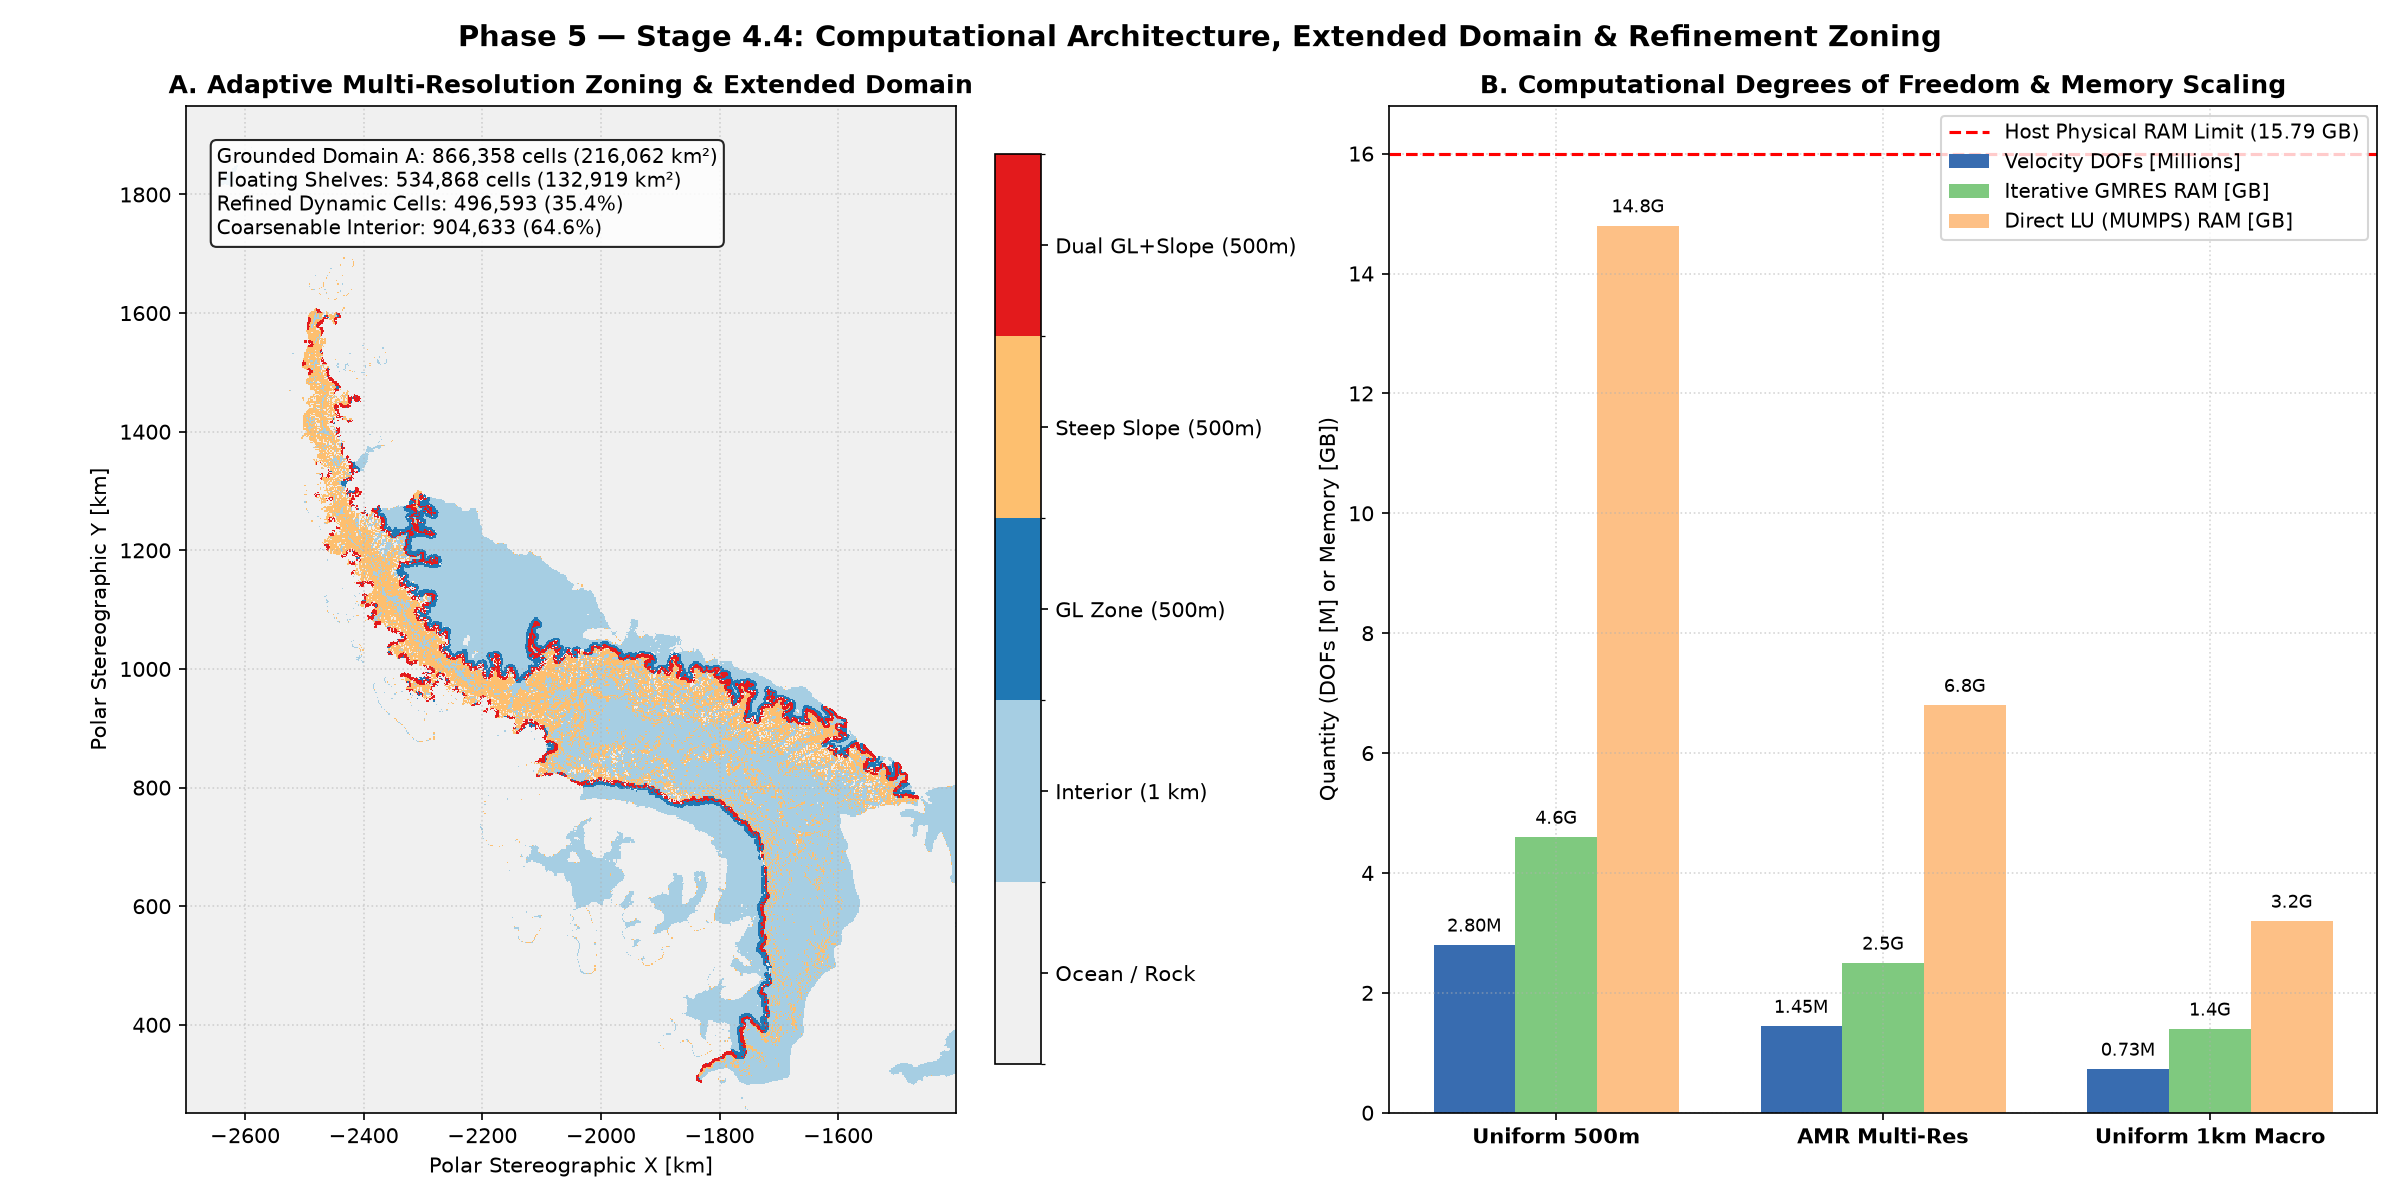 Phase 5 — Stage 4.4: Computational Architecture, Extended Domain & Refinement Zoning
A. Adaptive Multi-Resolution Zoning & Extended Domain
Grounded Domain A: 866,358 cells (216,062 km²)
Floating Shelves: 534,868 cells (132,919 km²)
Refined Dynamic Cells: 496,593 (35.4%)
Coarsenable Interior: 904,633 (64.6%)
Polar Stereographic Y [km]
1800
1600
1400
1200
1000
800
600
400
−2600
−2400
−2200
−2000
−1800
−1600
Polar Stereographic X [km]
Dual GL+Slope (500m)
Steep Slope (500m)
GL Zone (500m)
Interior (1 km)
Ocean / Rock
B. Computational Degrees of Freedom & Memory Scaling
Host Physical RAM Limit (15.79 GB)
Velocity DOFs [Millions]
Iterative GMRES RAM [GB]
Direct LU (MUMPS) RAM [GB]
Quantity (DOFs [M] or Memory [GB])
16
14
12
10
8
6
4
2
0
2.80M
4.6G
14.8G
1.45M
2.5G
6.8G
0.73M
1.4G
3.2G
Uniform 500m
AMR Multi-Res
Uniform 1km Macro